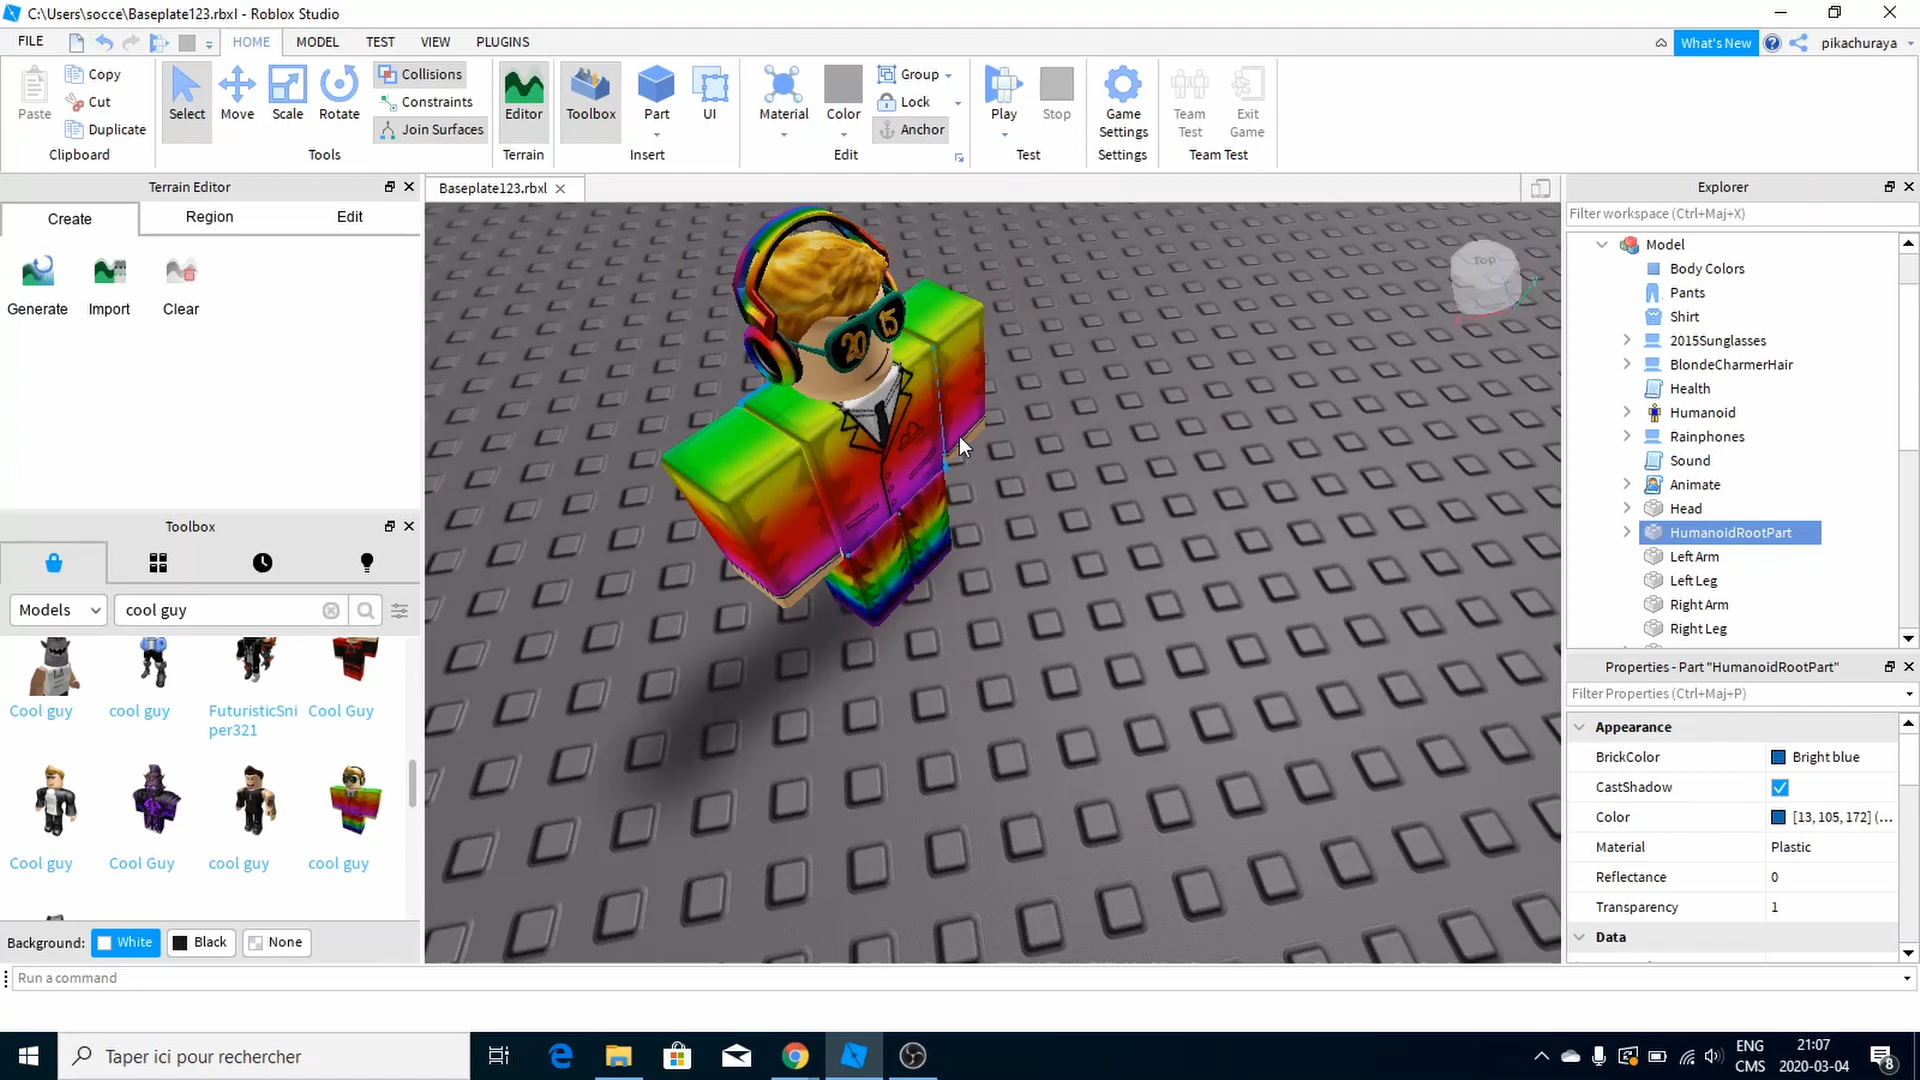 C:\Users\socce\Baseplate123.rbxl - Roblox Studio
FILE
HOME
MODEL
TEST
VIEW
PLUGINS
What's New
pikachuraya
Paste
Copy
Cut
Duplicate
Clipboard
Select
Move
Scale
Rotate
Collisions
Constraints
Join Surfaces
Tools
Editor
Terrain
Toolbox
Part
UI
Insert
Material
Color
Group
Lock
Anchor
Edit
Play
Stop
Test
Game
Settings
Settings
Team
Test
Exit
Game
Team Test
Terrain Editor
Create
Region
Edit
Generate
Import
Clear
Toolbox
Models
cool guy
Cool guy
cool guy
FuturisticSni
per321
Cool Guy
Cool guy
Cool Guy
cool guy
cool guy
Background:
White
Black
None
Baseplate123.rbxl
Top
20
15
Explorer
Filter workspace (Ctrl+Maj+X)
Model
Body Colors
Pants
Shirt
2015Sunglasses
BlondeCharmerHair
Health
Humanoid
Rainphones
Sound
Animate
Head
HumanoidRootPart
Left Arm
Left Leg
Right Arm
Right Leg
Properties - Part "HumanoidRootPart"
Filter Properties (Ctrl+Maj+P)
Appearance
BrickColor
Bright blue
CastShadow
Color
[13, 105, 172] (...
Material
Plastic
Reflectance
0
Transparency
1
Data
Run a command
Taper ici pour rechercher
ENG
CMS
21:07
2020-03-04
8